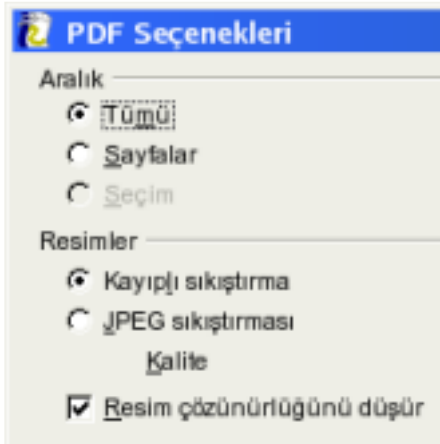 PDF Seçenekleri
Aralık
Tümü
Sayfalar
Seçim
Resimler
Kayıplı sıkıştırma
JPEG sıkıştırması
Kalite
Resim çözünürlüğünü düşür